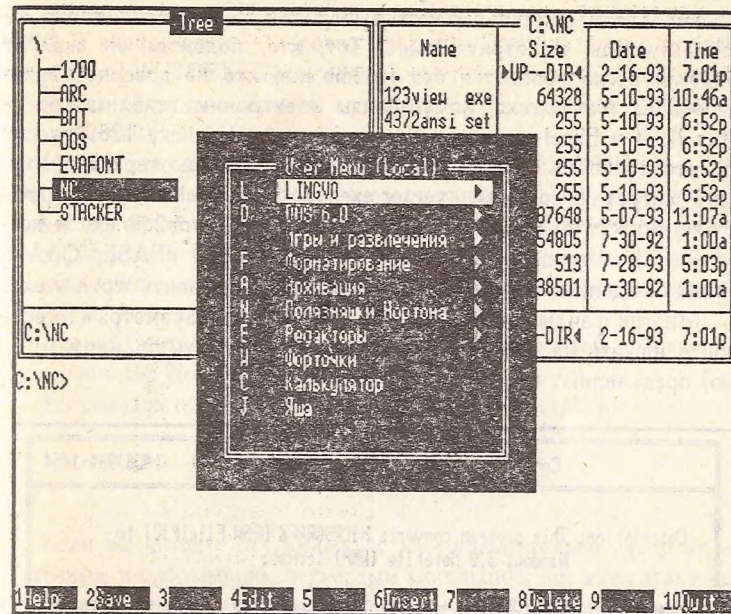 Tree
\
1700
ARC
BAT
DOS
EVAFONT
NC
STACKER
C:\NC
C:\NC
Name Size Date Time
.. ►UP--DIR◄ 2-16-93 7:01p
123view exe 64328 5-10-93 10:46a
4372ansi set 255 5-10-93 6:52p
255 5-10-93 6:52p
255 5-10-93 6:52p
255 5-10-93 6:52p
87648 5-07-93 11:07a
54805 7-30-92 1:00a
513 7-28-93 5:03p
38501 7-30-92 1:00a
-DIR◄ 2-16-93 7:01p
User Menu (Local)
L LINGVO
D DOS 6.0
Игры и развлечения
F Форматирование
A Архивация
N Полязняшки Нортона
E Редакторы
W Форточки
C Калькулятор
J Яша
C:\NC>
1Help 2Save 3 4Edit 5 6Insert 7 8Delete 9 10Quit